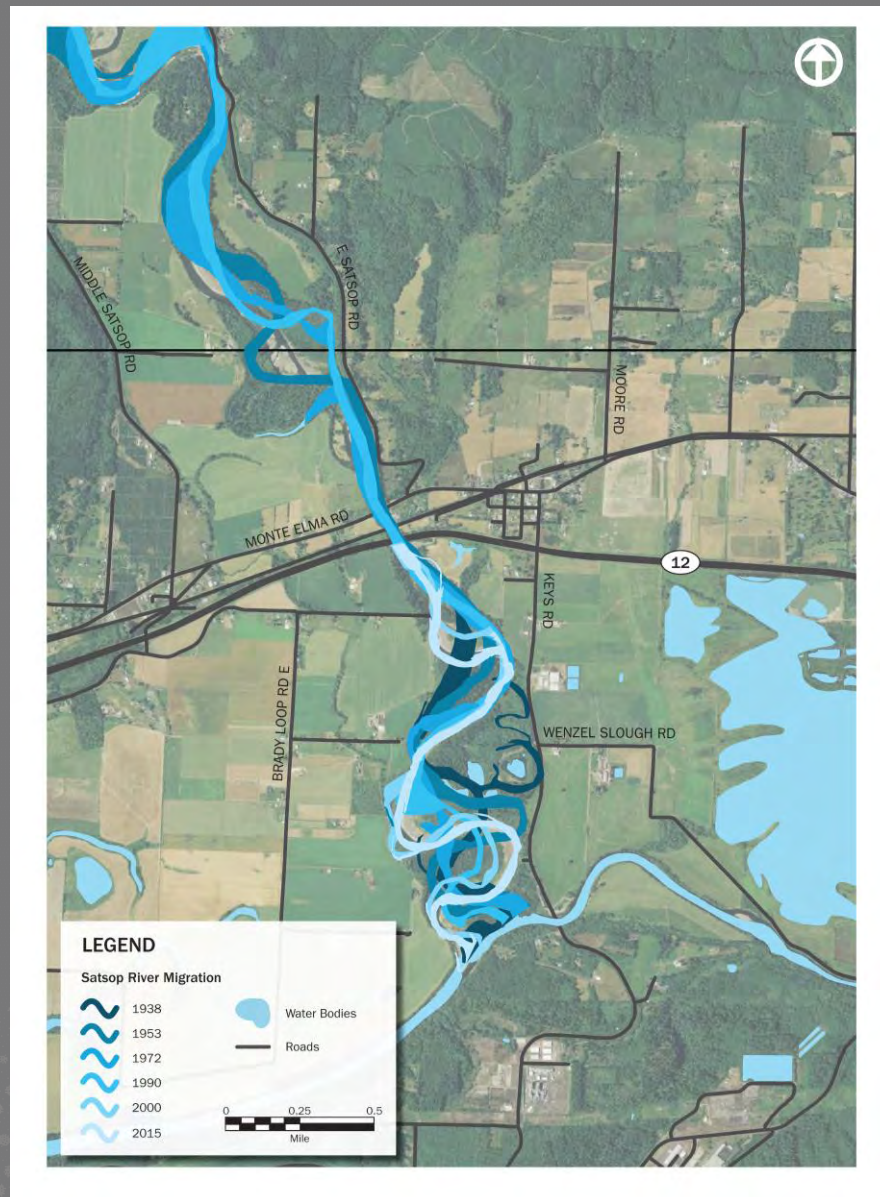 E SATSOP RD
MIDDLE SATSOP RD
MOORE RD
MONTE ELMA RD
12
KEYS RD
BRADY LOOP RD E
WENZEL SLOUGH RD
LEGEND
Satsop River Migration
1938
1953
1972
1990
2000
2015
Water Bodies
Roads
0 0.25 0.5
Mile